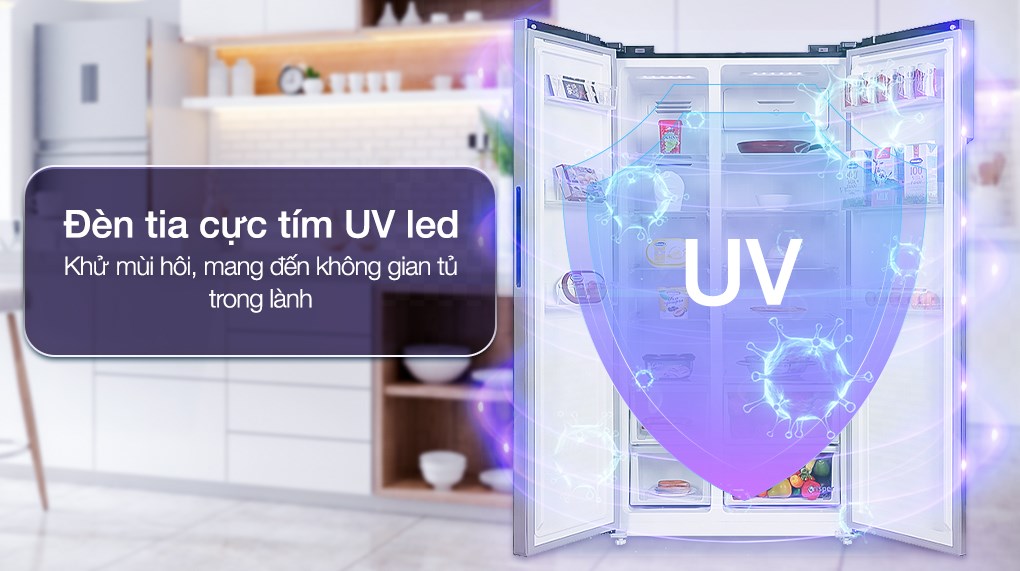 Đèn tia cực tím UV led
Khử mùi hôi, mang đến không gian tủ
trong lành
UV